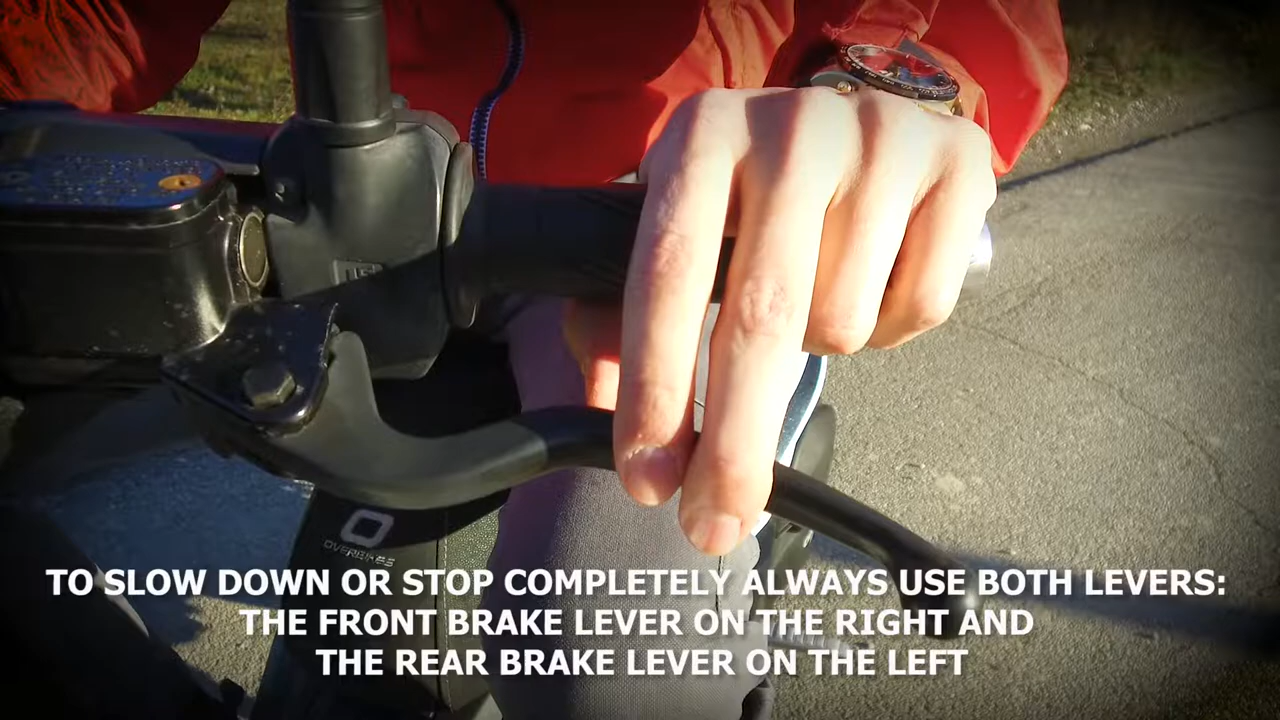 OVERBIKES
TO SLOW DOWN OR STOP COMPLETELY ALWAYS USE BOTH LEVERS:
THE FRONT BRAKE LEVER ON THE RIGHT AND
THE REAR BRAKE LEVER ON THE LEFT